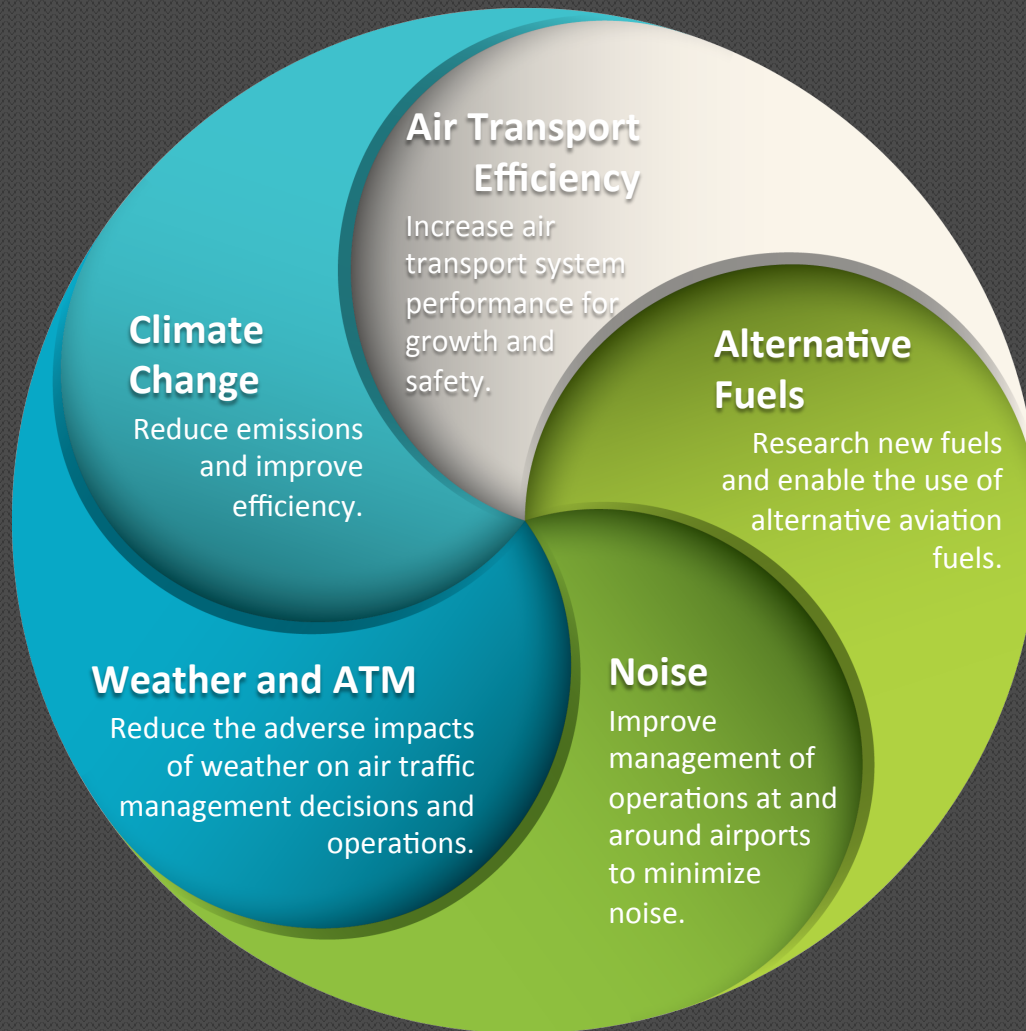 Air Transport
Efficiency
Increase air
transport system
performance for
growth and
safety.
Alternative
Fuels
Research new fuels
and enable the use of
alternative aviation
fuels.
Noise
Improve
management of
operations at and
around airports
to minimize
noise.
Weather and ATM
Reduce the adverse impacts
of weather on air traffic
management decisions and
operations.
Climate
Change
Reduce emissions
and improve
efficiency.